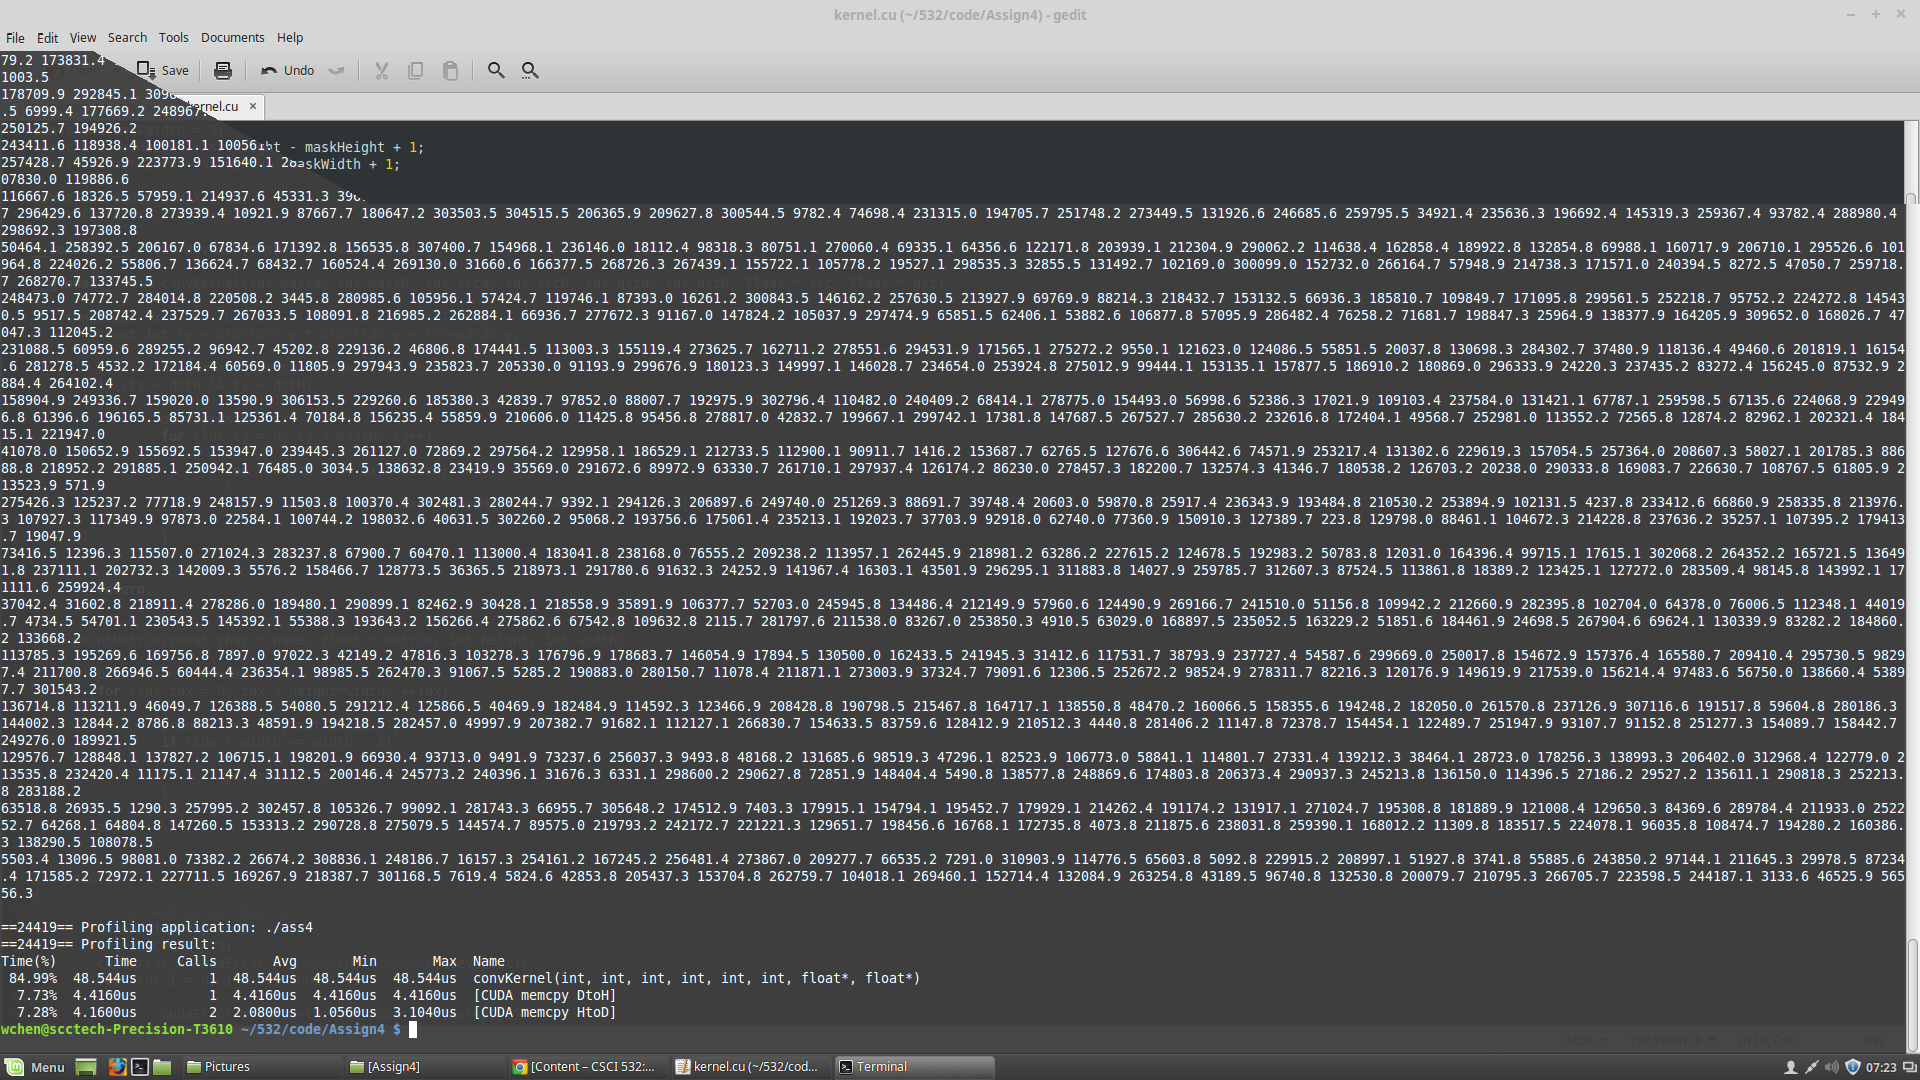 kernel.cu (~/532/code/Assign4) - gedit
File Edit View Search Tools Documents Help
Save Undo
kernel.cu ×
- maskHeight + 1;
maskWidth + 1;
79.2 173831.4
1003.5
178709.9 292845.1
.5 6999.4 177669.2 248967.
250125.7 194926.2
243411.6 118938.4 100181.1
257428.7 45926.9 223773.9 151640.1
07830.0 119886.6
116667.6 18326.5 57959.1 214937.6 45331.3
7 296429.6 137720.8 273939.4 10921.9 87667.7 180647.2 303503.5 304515.5 206365.9 209627.8 300544.5 9782.4 74698.4 231315.0 194705.7 251748.2 273449.5 131926.6 246685.6 259795.5 34921.4 235636.3 196692.4 145319.3 259367.4 93782.4 288980.4
298692.3 197308.8
50464.1 258392.5 206167.0 67834.6 171392.8 156535.8 307400.7 154968.1 236146.0 18112.4 98318.3 80751.1 270060.4 69335.1 64356.6 122171.8 203939.1 212304.9 290062.2 114638.4 162858.4 189922.8 132854.8 69988.1 160717.9 206710.1 295526.6 101
964.8 224026.2 55806.7 136624.7 68432.7 160524.4 269130.0 31660.6 166377.5 268726.3 267439.1 155722.1 105778.2 19527.1 298535.3 32855.5 131492.7 102169.0 300099.0 152732.0 266164.7 57948.9 214738.3 171571.0 240394.5 8272.5 47050.7 259718.
7 268270.7 133745.5
248473.0 74772.7 284014.8 220508.2 3445.8 280985.6 105956.1 57424.7 119746.1 87393.0 16261.2 300843.5 146162.2 257630.5 213927.9 69769.9 88214.3 218432.7 153132.5 66936.3 185810.7 109849.7 171095.8 299561.5 252218.7 95752.2 224272.8 14543
0.5 9517.5 208742.4 237529.7 267033.5 108091.8 216985.2 262884.1 66936.7 277672.3 91167.0 147824.2 105037.9 297474.9 65851.5 62406.1 53882.6 106877.8 57095.9 286482.4 76258.2 71681.7 198847.3 25964.9 138377.9 164205.9 309652.0 168026.7 47
047.3 112045.2
231088.5 60959.6 289255.2 96942.7 45202.8 229136.2 46806.8 174441.5 113003.3 155119.4 273625.7 162711.2 278551.6 294531.9 171565.1 275272.2 9550.1 121623.0 124086.5 55851.5 20037.8 130698.3 284302.7 37480.9 118136.4 49460.6 201819.1 16154
.6 281278.5 4532.2 172184.4 60569.0 11805.9 297943.9 235823.7 205330.0 91193.9 299676.9 180123.3 149997.1 146028.7 234654.0 253924.8 275012.9 99444.1 153135.1 157877.5 186910.2 180869.0 296333.9 24220.3 237435.2 83272.4 156245.0 87532.9 2
884.4 264102.4
158904.9 249336.7 159020.0 13590.9 306153.5 229260.6 185380.3 42839.7 97852.0 88007.7 192975.9 302796.4 110482.0 240409.2 68414.1 278775.0 154493.0 56998.6 52386.3 17021.9 109103.4 237584.0 131421.1 67787.1 259598.5 67135.6 224068.9 22949
6.8 61396.6 196165.5 85731.1 125361.4 70184.8 156235.4 55859.9 210606.0 11425.8 95456.8 278817.0 42832.7 199667.1 299742.1 17381.8 147687.5 267527.7 285630.2 232616.8 172404.1 49568.7 252981.0 113552.2 72565.8 12874.2 82962.1 202321.4 184
15.1 221947.0
41078.0 150652.9 155692.5 153947.0 239445.3 261127.0 72869.2 297564.2 129958.1 186529.1 212733.5 112900.1 90911.7 1416.2 153687.7 62765.5 127676.6 306442.6 74571.9 253217.4 131302.6 229619.3 157054.5 257364.0 208607.3 58027.1 201785.3 886
88.8 218952.2 291885.1 250942.1 76485.0 3034.5 138632.8 23419.9 35569.0 291672.6 89972.9 63330.7 261710.1 297937.4 126174.2 86230.0 278457.3 182200.7 132574.3 41346.7 180538.2 126703.2 20238.0 290333.8 169083.7 226630.7 108767.5 61805.9 2
13523.9 571.9
275426.3 125237.2 77718.9 248157.9 11503.8 100370.4 302481.3 280244.7 9392.1 294126.3 206897.6 249740.0 251269.3 88691.7 39748.4 20603.0 59870.8 25917.4 236343.9 193484.8 210530.2 253894.9 102131.5 4237.8 233412.6 66860.9 258335.8 213976.
3 107927.3 117349.9 97873.0 22584.1 100744.2 198032.6 40631.5 302260.2 95068.2 193756.6 175061.4 235213.1 192023.7 37703.9 92918.0 62740.0 77360.9 150910.3 127389.7 223.8 129798.0 88461.1 104672.3 214228.8 237636.2 35257.1 107395.2 179413
.7 19047.9
73416.5 12396.3 115507.0 271024.3 283237.8 67900.7 60470.1 113000.4 183041.8 238168.0 76555.2 209238.2 113957.1 262445.9 218981.2 63286.2 227615.2 124678.5 192983.2 50783.8 12031.0 164396.4 99715.1 17615.1 302068.2 264352.2 165721.5 13649
1.8 237111.1 202732.3 142009.3 5576.2 158466.7 128773.5 36365.5 218973.1 291780.6 91632.3 24252.9 141967.4 16303.1 43501.9 296295.1 311883.8 14027.9 259785.7 312607.3 87524.5 113861.8 18389.2 123425.1 127272.0 283509.4 98145.8 143992.1 17
1111.6 259924.4
37042.4 31602.8 218911.4 278286.0 189480.1 290899.1 82462.9 30428.1 218558.9 35891.9 106377.7 52703.0 245945.8 134486.4 212149.9 57960.6 124490.9 269166.7 241510.0 51156.8 109942.2 212660.9 282395.8 102704.0 64378.0 76006.5 112348.1 44019
.7 4734.5 54701.1 230543.5 145392.1 55388.3 193643.2 156266.4 275862.6 67542.8 109632.8 2115.7 281797.6 211538.0 83267.0 253850.3 4910.5 63029.0 168897.5 235052.5 163229.2 51851.6 184461.9 24698.5 267904.6 69624.1 130339.9 83282.2 184860.
2 133668.2
113785.3 195269.6 169756.8 7897.0 97022.3 42149.2 47816.3 103278.3 176796.9 178683.7 146054.9 17894.5 130500.0 162433.5 241945.3 31412.6 117531.7 38793.9 237727.4 54587.6 299669.0 250017.8 154672.9 157376.4 165580.7 209410.4 295730.5 9829
7.4 211700.8 266946.5 60444.4 236354.1 98985.5 262470.3 91067.5 5285.2 190883.0 280150.7 11078.4 211871.1 273003.9 37324.7 79091.6 12306.5 252672.2 98524.9 278311.7 82216.3 120176.9 149619.9 217539.0 156214.4 97483.6 56750.0 138660.4 5389
7.7 301543.2
136714.8 113211.9 46049.7 126388.5 54080.5 291212.4 125866.5 40469.9 182484.9 114592.3 123466.9 208428.8 190798.5 215467.8 164717.1 138550.8 48470.2 160066.5 158355.6 194248.2 182050.0 261570.8 237126.9 307116.6 191517.8 59604.8 280186.3
144002.3 12844.2 8786.8 88213.3 48591.9 194218.5 282457.0 49997.9 207382.7 91682.1 112127.1 266830.7 154633.5 83759.6 128412.9 210512.3 4440.8 281406.2 11147.8 72378.7 154454.1 122489.7 251947.9 93107.7 91152.8 251277.3 154089.7 158442.7
249276.0 189921.5
129576.7 128848.1 137827.2 106715.1 198201.9 66930.4 93713.0 9491.9 73237.6 256037.3 9493.8 48168.2 131685.6 98519.3 47296.1 82523.9 106773.0 58841.1 114801.7 27331.4 139212.3 38464.1 28723.0 178256.3 138993.3 206402.0 312968.4 122779.0 2
13535.8 232420.4 11175.1 21147.4 31112.5 200146.4 245773.2 240396.1 31676.3 6331.1 298600.2 290627.8 72851.9 148404.4 5490.8 138577.8 248869.6 174803.8 206373.4 290937.3 245213.8 136150.0 114396.5 27186.2 29527.2 135611.1 290818.3 252213.
8 283188.2
63518.8 26935.5 1290.3 257995.2 302457.8 105326.7 99092.1 281743.3 66955.7 305648.2 174512.9 7403.3 179915.1 154794.1 195452.7 179929.1 214262.4 191174.2 131917.1 271024.7 195308.8 181889.9 121008.4 129650.3 84369.6 289784.4 211933.0 2522
52.7 64268.1 64804.8 147260.5 153313.2 290728.8 275079.5 144574.7 89575.0 219793.2 242172.7 221221.3 129651.7 198456.6 16768.1 172735.8 4073.8 211875.6 238031.8 259390.1 168012.2 11309.8 183517.5 224078.1 96035.8 108474.7 194280.2 160386.
3 138290.5 108078.5
5503.4 13096.5 98081.0 73382.2 26674.2 308836.1 248186.7 16157.3 254161.2 167245.2 256481.4 273867.0 209277.7 66535.2 7291.0 310903.9 114776.5 65603.8 5092.8 229915.2 208997.1 51927.8 3741.8 55885.6 243850.2 97144.1 211645.3 29978.5 87234
.4 171585.2 72972.1 227711.5 169267.9 218387.7 301168.5 7619.4 5824.6 42853.8 205437.3 153704.8 262759.7 104018.1 269460.1 152714.4 132084.9 263254.8 43189.5 96740.8 132530.8 200079.7 210795.3 266705.7 223598.5 244187.1 3133.6 46525.9 565
56.3
==24419== Profiling application: ./ass4
==24419== Profiling result:
Time(%) Time Calls Avg Min Max Name
84.99% 48.544us 1 48.544us 48.544us 48.544us convKernel(int, int, int, int, int, int, float*, float*)
7.73% 4.4160us 1 4.4160us 4.4160us 4.4160us [CUDA memcpy DtoH]
7.28% 4.1600us 2 2.0800us 1.0560us 3.1040us [CUDA memcpy HtoD]
wchen@scctech-Precision-T3610 ~/532/code/Assign4 $
Menu Pictures [Assign4] [Content – CSCI 532:... kernel.cu (~/532/cod... Terminal 07:23